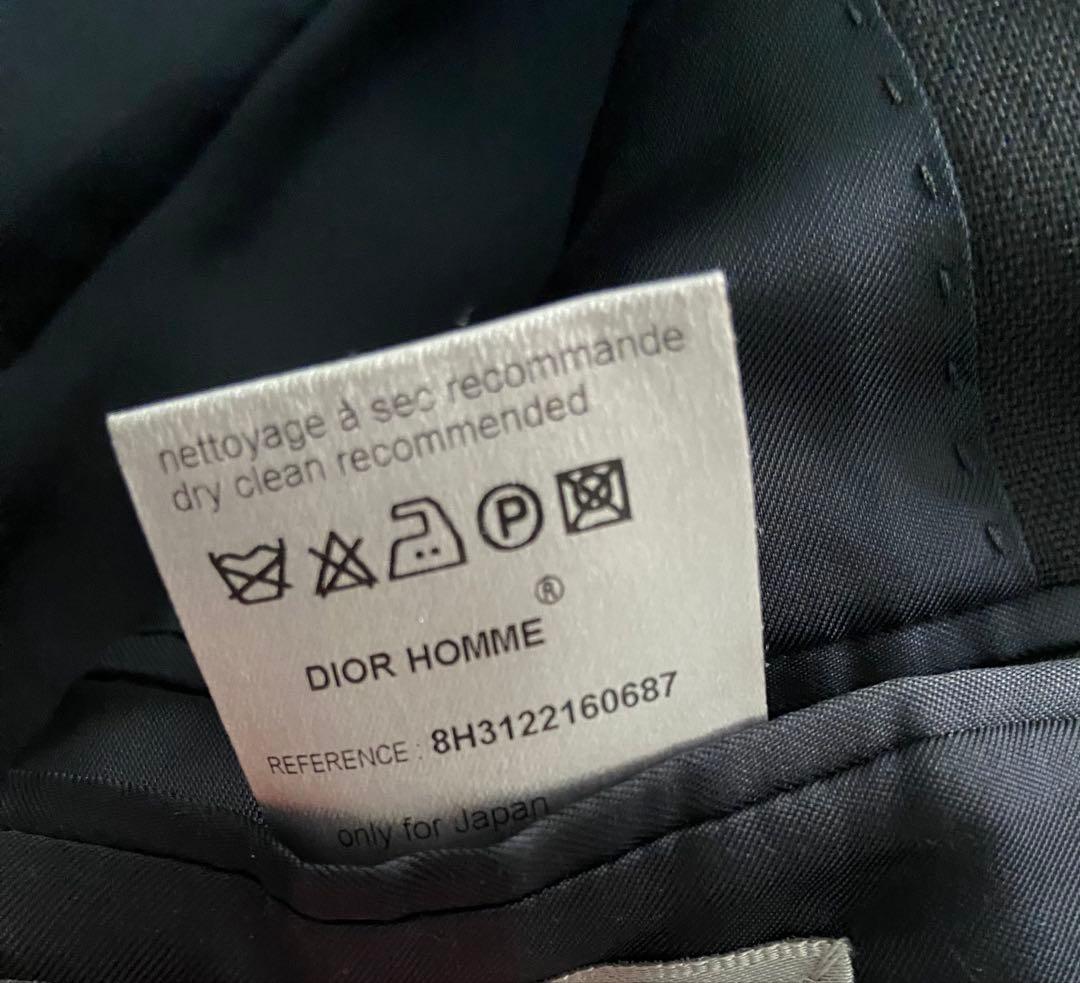 nettoyage à sec recommande
dry clean recommended
P
DIOR HOMME®
REFERENCE : 8H3122160687
only for Japan